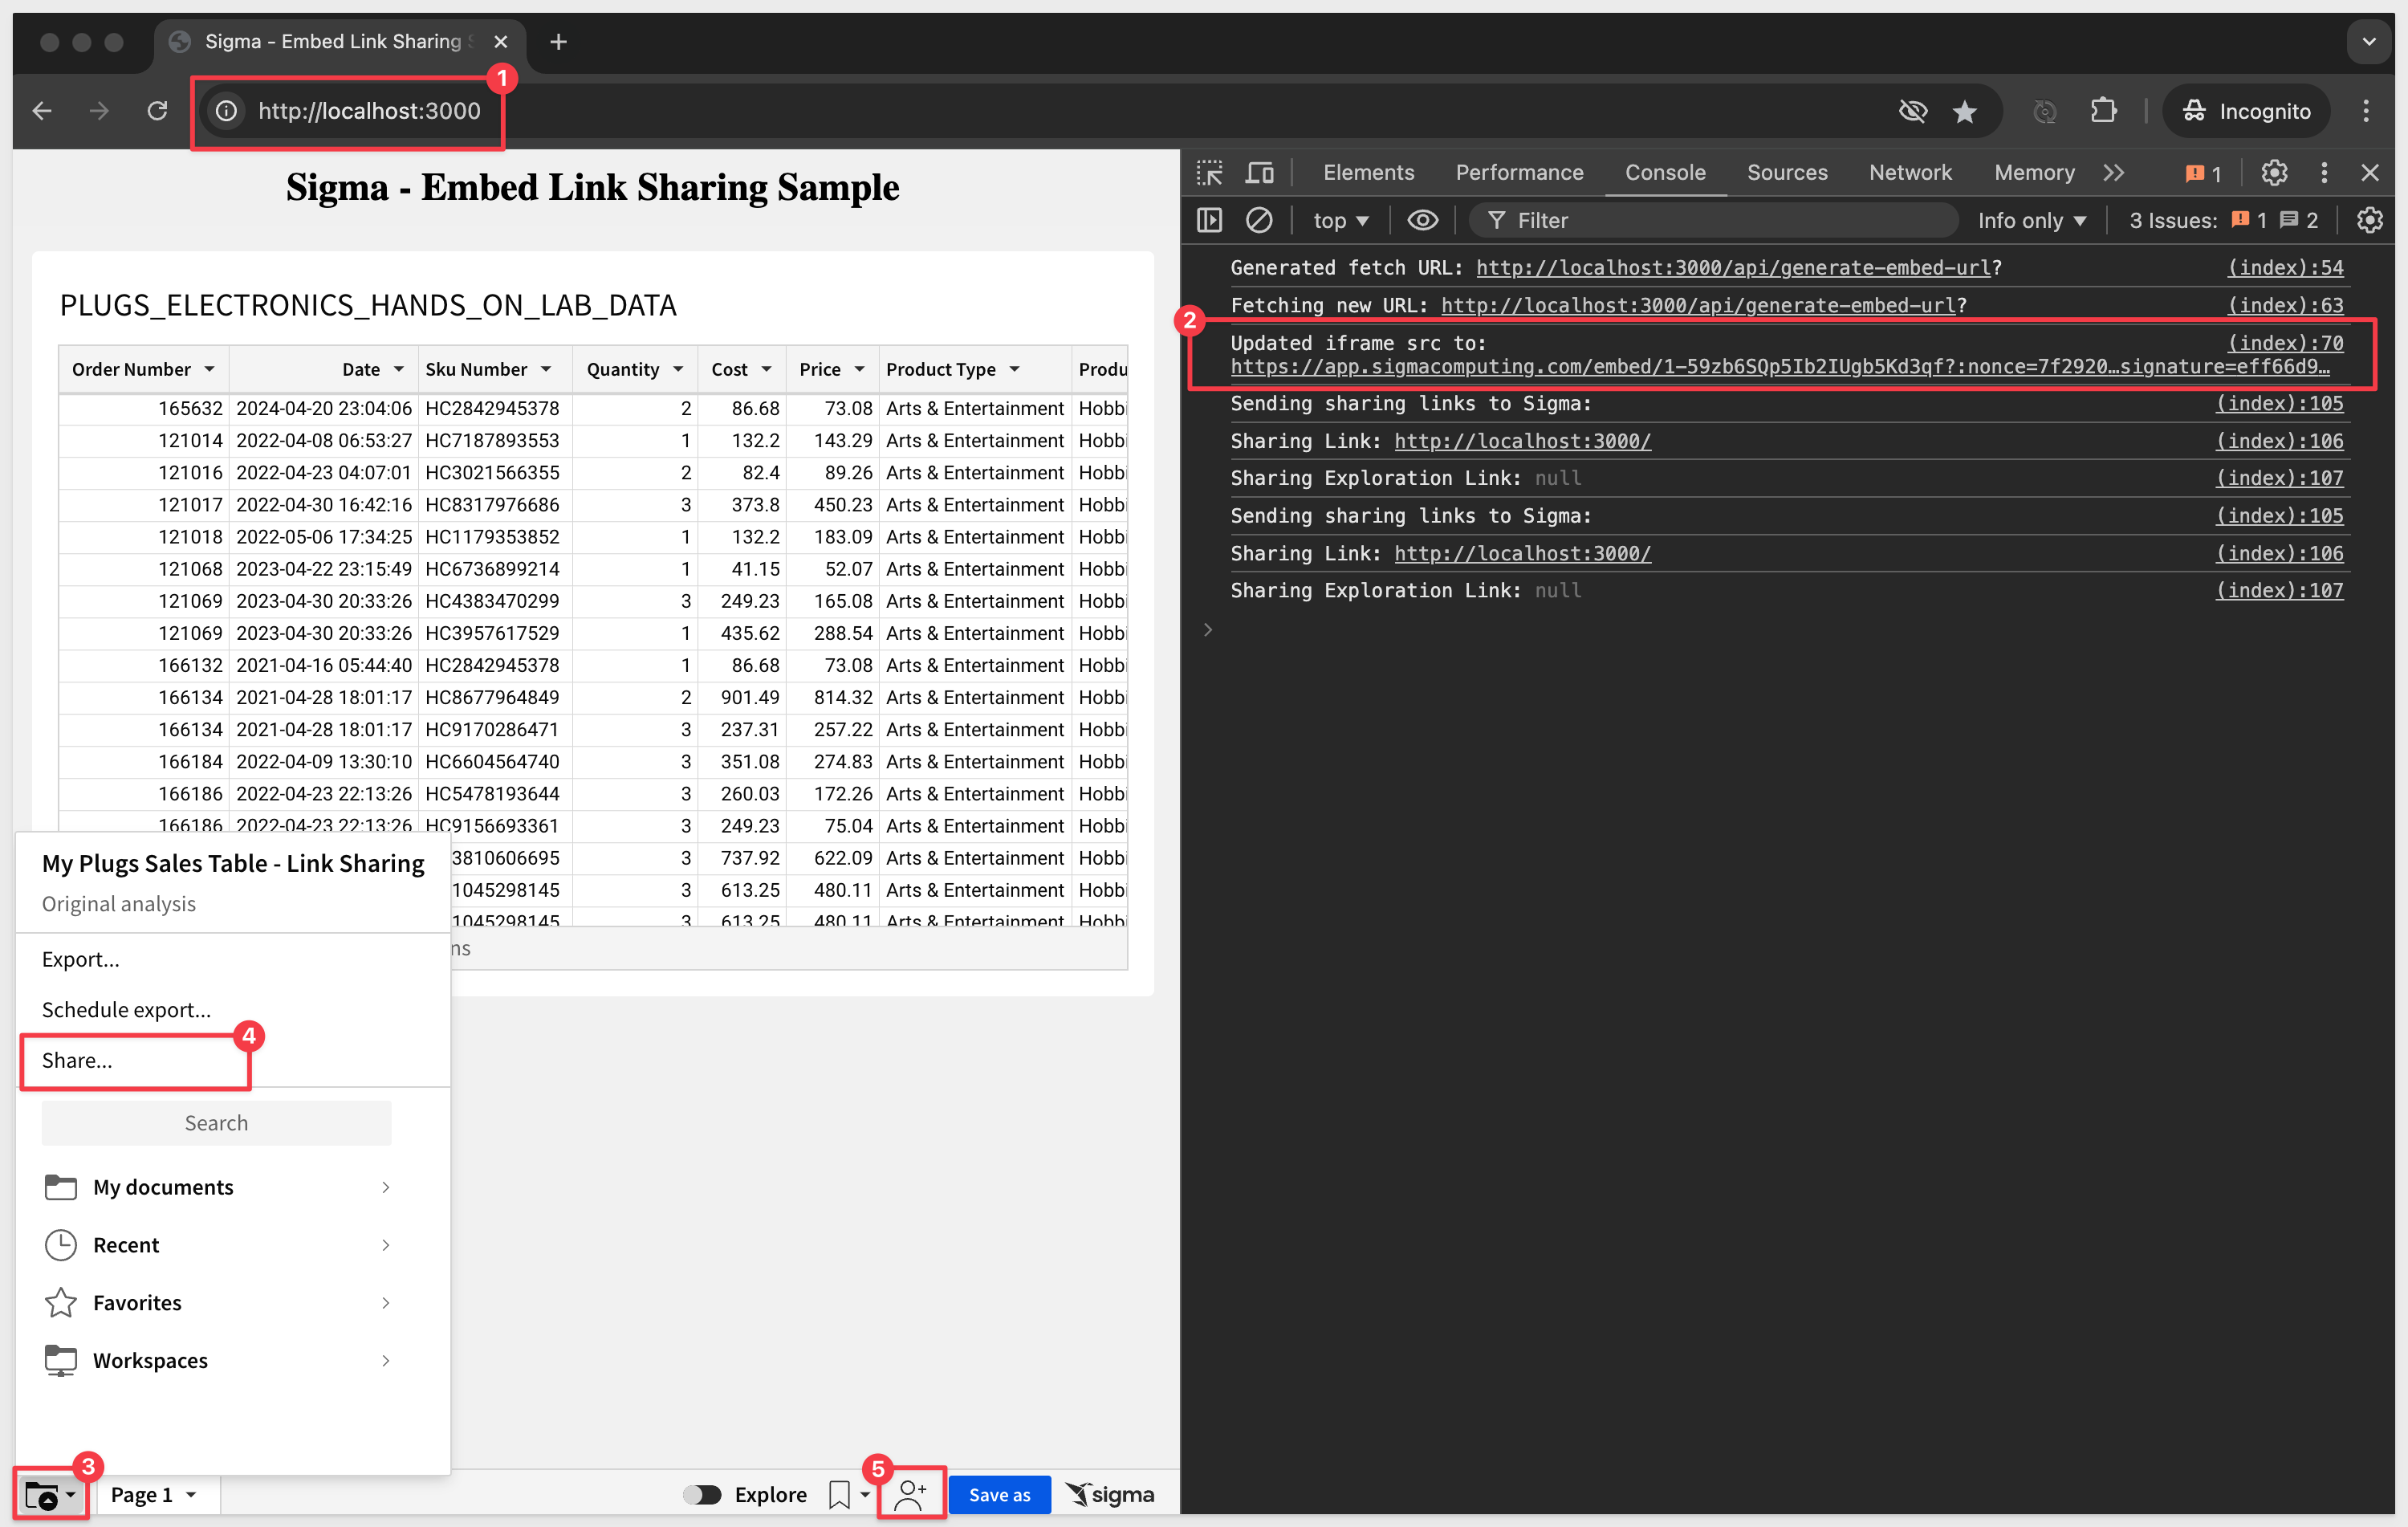 Sigma - Embed Link Sharing S
1
http://localhost:3000
Incognito
Sigma - Embed Link Sharing Sample
PLUGS_ELECTRONICS_HANDS_ON_LAB_DATA
Order Number Date Sku Number Quantity Cost Price Product Type Produ
165632 2024-04-20 23:04:06 HC2842945378 2 86.68 73.08 Arts & Entertainment Hobbi
121014 2022-04-08 06:53:27 HC7187893553 1 132.2 143.29 Arts & Entertainment Hobbi
121016 2022-04-23 04:07:01 HC3021566355 2 82.4 89.26 Arts & Entertainment Hobbi
121017 2022-04-30 16:42:16 HC8317976686 3 373.8 450.23 Arts & Entertainment Hobbi
121018 2022-05-06 17:34:25 HC1179353852 1 132.2 183.09 Arts & Entertainment Hobbi
121068 2023-04-22 23:15:49 HC6736899214 1 41.15 52.07 Arts & Entertainment Hobbi
121069 2023-04-30 20:33:26 HC4383470299 3 249.23 165.08 Arts & Entertainment Hobbi
121069 2023-04-30 20:33:26 HC3957617529 1 435.62 288.54 Arts & Entertainment Hobbi
166132 2021-04-16 05:44:40 HC2842945378 1 86.68 73.08 Arts & Entertainment Hobbi
166134 2021-04-28 18:01:17 HC8677964849 2 901.49 814.32 Arts & Entertainment Hobbi
166134 2021-04-28 18:01:17 HC9170286471 3 237.31 257.22 Arts & Entertainment Hobbi
166184 2022-04-09 13:30:10 HC6604564740 3 351.08 274.83 Arts & Entertainment Hobbi
166186 2022-04-23 22:13:26 HC5478193644 3 260.03 172.26 Arts & Entertainment Hobbi
166186 2022-04-23 22:13:26 HC9156693361 3 249.23 75.04 Arts & Entertainment Hobbi
3810606695 3 737.92 622.09 Arts & Entertainment Hobbi
1045298145 3 613.25 480.11 Arts & Entertainment Hobbi
1045298145 3 613.25 480.11 Arts & Entertainment Hobbi
ns
My Plugs Sales Table - Link Sharing
Original analysis
Export...
Schedule export...
4
Share...
Search
My documents
Recent
Favorites
Workspaces
3
Page 1
Explore
5
Save as
sigma
Elements Performance Console Sources Network Memory 1
top Filter Info only 3 Issues: 1 2
Generated fetch URL: http://localhost:3000/api/generate-embed-url? (index):54
Fetching new URL: http://localhost:3000/api/generate-embed-url? (index):63
2
Updated iframe src to: (index):70
https://app.sigmacomputing.com/embed/1-59zb6SQp5Ib2IUgb5Kd3qf?:nonce=7f2920…signature=eff66d9…
Sending sharing links to Sigma: (index):105
Sharing Link: http://localhost:3000/ (index):106
Sharing Exploration Link: null (index):107
Sending sharing links to Sigma: (index):105
Sharing Link: http://localhost:3000/ (index):106
Sharing Exploration Link: null (index):107